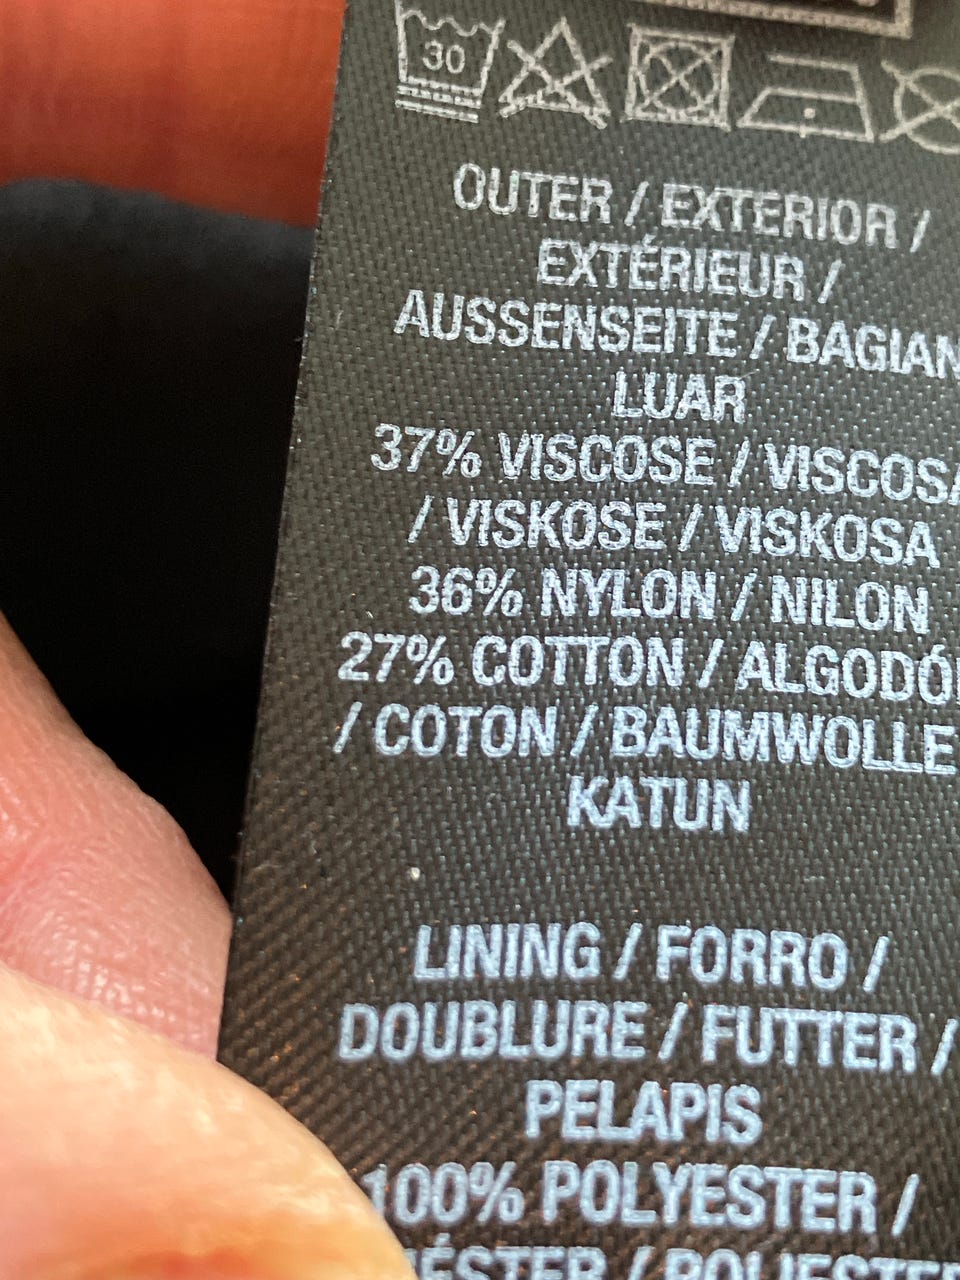 30
OUTER / EXTERIOR /
EXTÉRIEUR /
AUSSENSEITE / BAGIAN
LUAR
37% VISCOSE / VISCOSA
/ VISKOSE / VISKOSA
36% NYLON / NILON
27% COTTON / ALGODÓN
/ COTON / BAUMWOLLE
KATUN
LINING / FORRO /
DOUBLURE / FUTTER /
PELAPIS
100% POLYESTER /